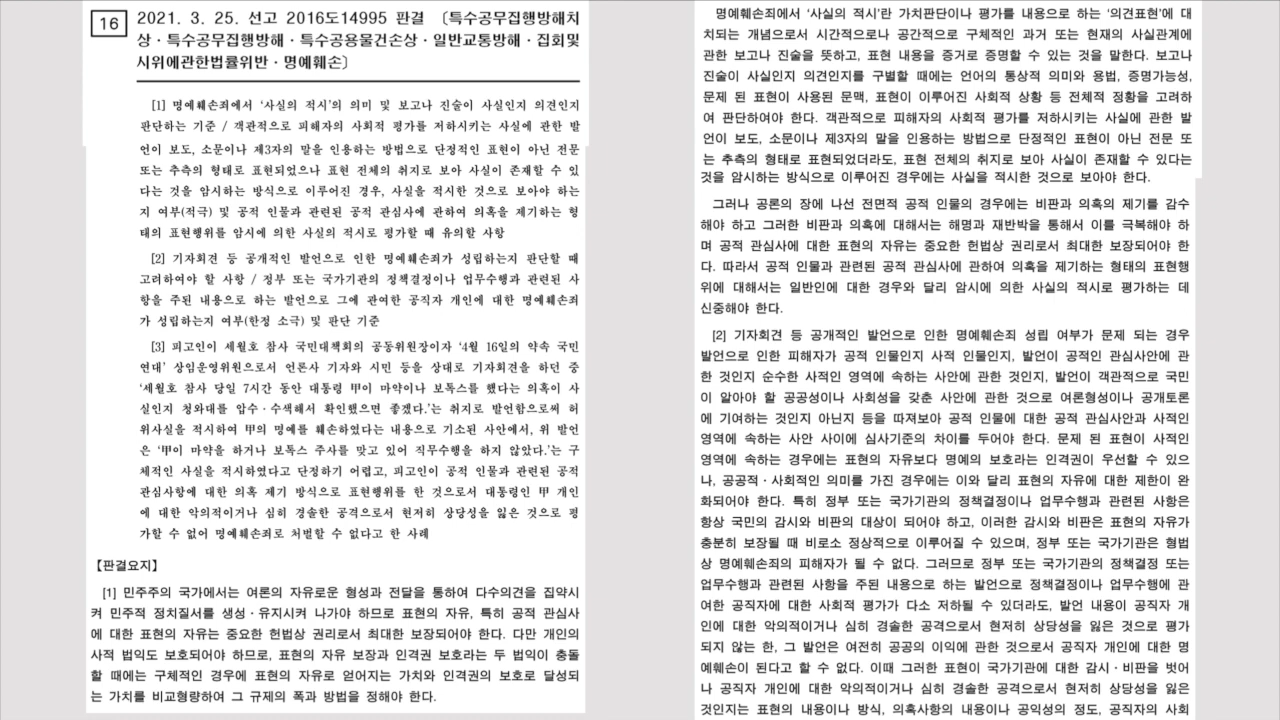 16
2021. 3. 25. 선고 2016도14995 판결 〔특수공무집행방해치
상·특수공무집행방해·특수공용물건손상·일반교통방해·집회및
시위에관한법률위반·명예훼손〕
[1] 명예훼손죄에서 ‘사실의 적시’의 의미 및 보고나 진술이 사실인지 의견인지
판단하는 기준 / 객관적으로 피해자의 사회적 평가를 저하시키는 사실에 관한 발
언이 보도, 소문이나 제3자의 말을 인용하는 방법으로 단정적인 표현이 아닌 전문
또는 추측의 형태로 표현되었으나 표현 전체의 취지로 보아 사실이 존재할 수 있
다는 것을 암시하는 방식으로 이루어진 경우, 사실을 적시한 것으로 보아야 하는
지 여부(적극) 및 공적 인물과 관련된 공적 관심사에 관하여 의혹을 제기하는 형
태의 표현행위를 암시에 의한 사실의 적시로 평가할 때 유의할 사항
[2] 기자회견 등 공개적인 발언으로 인한 명예훼손죄가 성립하는지 판단할 때
고려하여야 할 사항 / 정부 또는 국가기관의 정책결정이나 업무수행과 관련된 사
항을 주된 내용으로 하는 발언으로 그에 관여한 공직자 개인에 대한 명예훼손죄
가 성립하는지 여부(한정 소극) 및 판단 기준
[3] 피고인이 세월호 참사 국민대책회의 공동위원장이자 ‘4월 16일의 약속 국민
연대’ 상임운영위원으로서 언론사 기자와 시민 등을 상대로 기자회견을 하던 중
‘세월호 참사 당일 7시간 동안 대통령 甲이 마약이나 보톡스를 했다는 의혹이 사
실인지 청와대를 압수·수색해서 확인했으면 좋겠다.’는 취지로 발언함으로써 허
위사실을 적시하여 甲의 명예를 훼손하였다는 내용으로 기소된 사안에서, 위 발언
은 ‘甲이 마약을 하거나 보톡스 주사를 맞고 있어 직무수행을 하지 않았다.’는 구
체적인 사실을 적시하였다고 단정하기 어렵고, 피고인이 공적 인물과 관련된 공적
관심사항에 대한 의혹 제기 방식으로 표현행위를 한 것으로서 대통령인 甲 개인
에 대한 악의적이거나 심히 경솔한 공격으로서 현저히 상당성을 잃은 것으로 평
가할 수 없어 명예훼손죄로 처벌할 수 없다고 한 사례
【판결요지】
[1] 민주주의 국가에서는 여론의 자유로운 형성과 전달을 통하여 다수의견을 집약시
켜 민주적 정치질서를 생성·유지시켜 나가야 하므로 표현의 자유, 특히 공적 관심사
에 대한 표현의 자유는 중요한 헌법상 권리로서 최대한 보장되어야 한다. 다만 개인의
사적 법익도 보호되어야 하므로, 표현의 자유 보장과 인격권 보호라는 두 법익이 충돌
할 때에는 구체적인 경우에 표현의 자유로 얻어지는 가치와 인격권의 보호로 달성되
는 가치를 비교형량하여 그 규제의 폭과 방법을 정해야 한다.
명예훼손죄에서 ‘사실의 적시’란 가치판단이나 평가를 내용으로 하는 ‘의견표현’에 대
치되는 개념으로서 시간적으로나 공간적으로 구체적인 과거 또는 현재의 사실관계에
관한 보고나 진술을 뜻하고, 표현 내용을 증거로 증명할 수 있는 것을 말한다. 보고나
진술이 사실인지 의견인지를 구별할 때에는 언어의 통상적 의미와 용법, 증명가능성,
문제 된 표현이 사용된 문맥, 표현이 이루어진 사회적 상황 등 전체적 정황을 고려하
여 판단하여야 한다. 객관적으로 피해자의 사회적 평가를 저하시키는 사실에 관한 발
언이 보도, 소문이나 제3자의 말을 인용하는 방법으로 단정적인 표현이 아닌 전문 또
는 추측의 형태로 표현되었더라도, 표현 전체의 취지로 보아 사실이 존재할 수 있다는
것을 암시하는 방식으로 이루어진 경우에는 사실을 적시한 것으로 보아야 한다.
그러나 공론의 장에 나선 전면적 공적 인물의 경우에는 비판과 의혹의 제기를 감수
해야 하고 그러한 비판과 의혹에 대해서는 해명과 재반박을 통해서 이를 극복해야 하
며 공적 관심사에 대한 표현의 자유는 중요한 헌법상 권리로서 최대한 보장되어야 한
다. 따라서 공적 인물과 관련된 공적 관심사에 관하여 의혹을 제기하는 형태의 표현행
위에 대해서는 일반인에 대한 경우와 달리 암시에 의한 사실의 적시로 평가하는 데
신중해야 한다.
[2] 기자회견 등 공개적인 발언으로 인한 명예훼손죄 성립 여부가 문제 되는 경우
발언으로 인한 피해자가 공적 인물인지 사적 인물인지, 발언이 공적인 관심사안에 관
한 것인지 순수한 사적인 영역에 속하는 사안에 관한 것인지, 발언이 객관적으로 국민
이 알아야 할 공공성이나 사회성을 갖춘 사안에 관한 것으로 여론형성이나 공개토론
에 기여하는 것인지 아닌지 등을 따져보아 공적 인물에 대한 공적 관심사안과 사적인
영역에 속하는 사안 사이에 심사기준의 차이를 두어야 한다. 문제 된 표현이 사적인
영역에 속하는 경우에는 표현의 자유보다 명예의 보호라는 인격권이 우선할 수 있으
나, 공공적·사회적인 의미를 가진 경우에는 이와 달리 표현의 자유에 대한 제한이 완
화되어야 한다. 특히 정부 또는 국가기관의 정책결정이나 업무수행과 관련된 사항은
항상 국민의 감시와 비판의 대상이 되어야 하고, 이러한 감시와 비판은 표현의 자유가
충분히 보장될 때 비로소 정상적으로 이루어질 수 있으며, 정부 또는 국가기관은 형법
상 명예훼손죄의 피해자가 될 수 없다. 그러므로 정부 또는 국가기관의 정책결정 또는
업무수행과 관련된 사항을 주된 내용으로 하는 발언으로 정책결정이나 업무수행에 관
여한 공직자에 대한 사회적 평가가 다소 저하될 수 있더라도, 발언 내용이 공직자 개
인에 대한 악의적이거나 심히 경솔한 공격으로서 현저히 상당성을 잃은 것으로 평가
되지 않는 한, 그 발언은 여전히 공공의 이익에 관한 것으로서 공직자 개인에 대한 명
예훼손이 된다고 할 수 없다. 이때 그러한 표현이 국가기관에 대한 감시·비판을 벗어
나 공직자 개인에 대한 악의적이거나 심히 경솔한 공격으로서 현저히 상당성을 잃은
것인지는 표현의 내용이나 방식, 의혹사항의 내용이나 공익성의 정도, 공직자의 사회